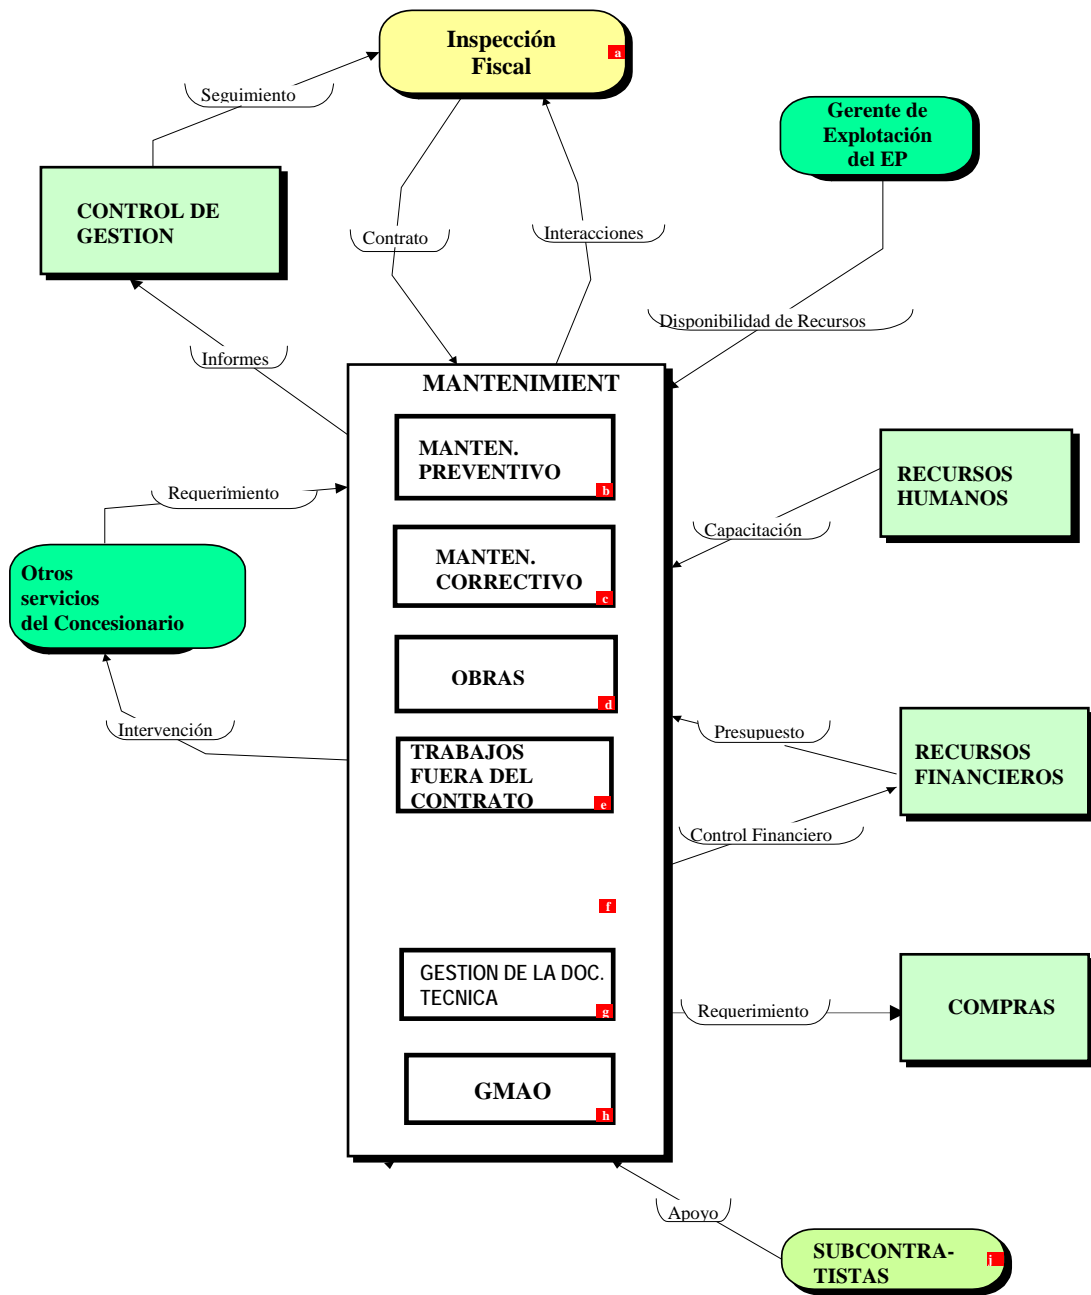 Inspección
Fiscal
a
Seguimiento
Gerente de
Explotación
del EP
CONTROL DE
GESTION
Contrato
Interacciones
Disponibilidad de Recursos
Informes
MANTENIMIENT
MANTEN.
PREVENTIVO
b
RECURSOS
HUMANOS
Requerimiento
Capacitación
MANTEN.
CORRECTIVO
c
Otros
servicios
del Concesionario
OBRAS
d
Intervención
Presupuesto
TRABAJOS
FUERA DEL
CONTRATO
e
RECURSOS
FINANCIEROS
Control Financiero
f
GESTION DE LA DOC.
TECNICA
g
Requerimiento
COMPRAS
GMAO
h
Apoyo
SUBCONTRA-
TISTAS
j